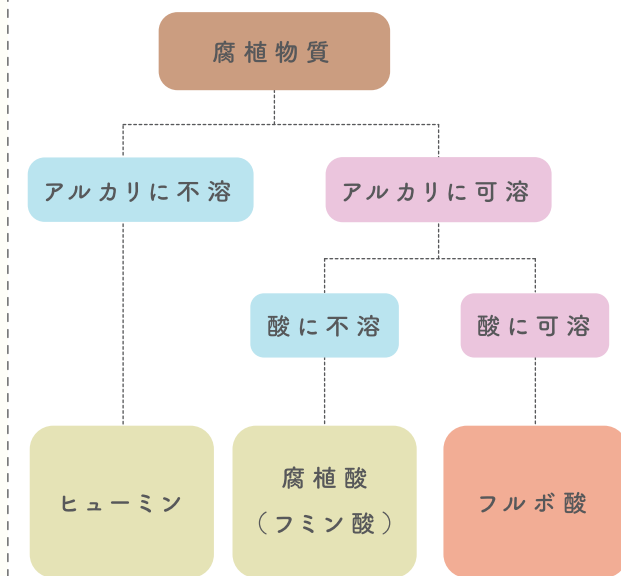 腐植物質
アルカリに不溶
アルカリに可溶
酸に不溶
酸に可溶
ヒューミン
腐植酸
（フミン酸）
フルボ酸